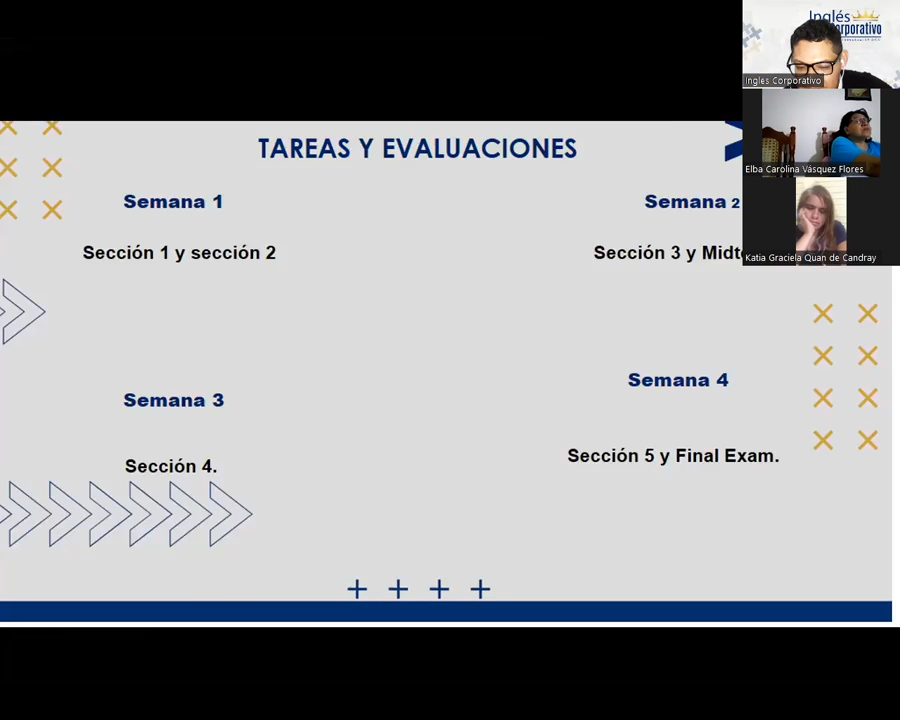 Inglés
Corporativo
Ingles Corporativo
Elba Carolina Vásquez Flores
Katia Graciela Quan de Candray
TAREAS Y EVALUACIONES
Semana 1
Semana 2
Sección 1 y sección 2
Sección 3 y
Semana 3
Semana 4
Sección 4.
Sección 5 y Final Exam.